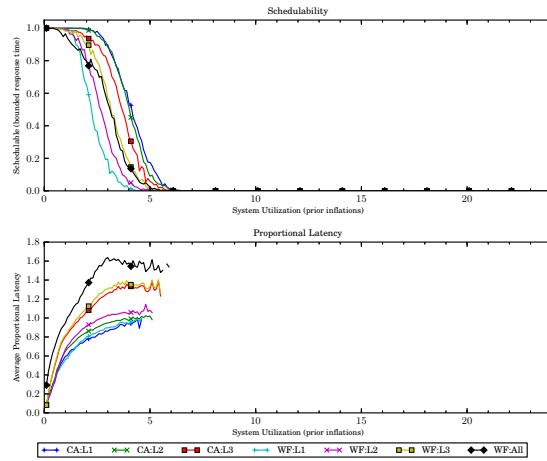 Schedulability
Schedulable (bounded response time)
1.0
0.8
0.6
0.4
0.2
0.0
0 5 10 15 20
System Utilization (prior inflations)
Proportional Latency
Average Proportional Latency
1.8
1.6
1.4
1.2
1.0
0.8
0.6
0.4
0.2
0.0
0 5 10 15 20
System Utilization (prior inflations)
CA:L1 CA:L2 CA:L3 WF:L1 WF:L2 WF:L3 WF:All